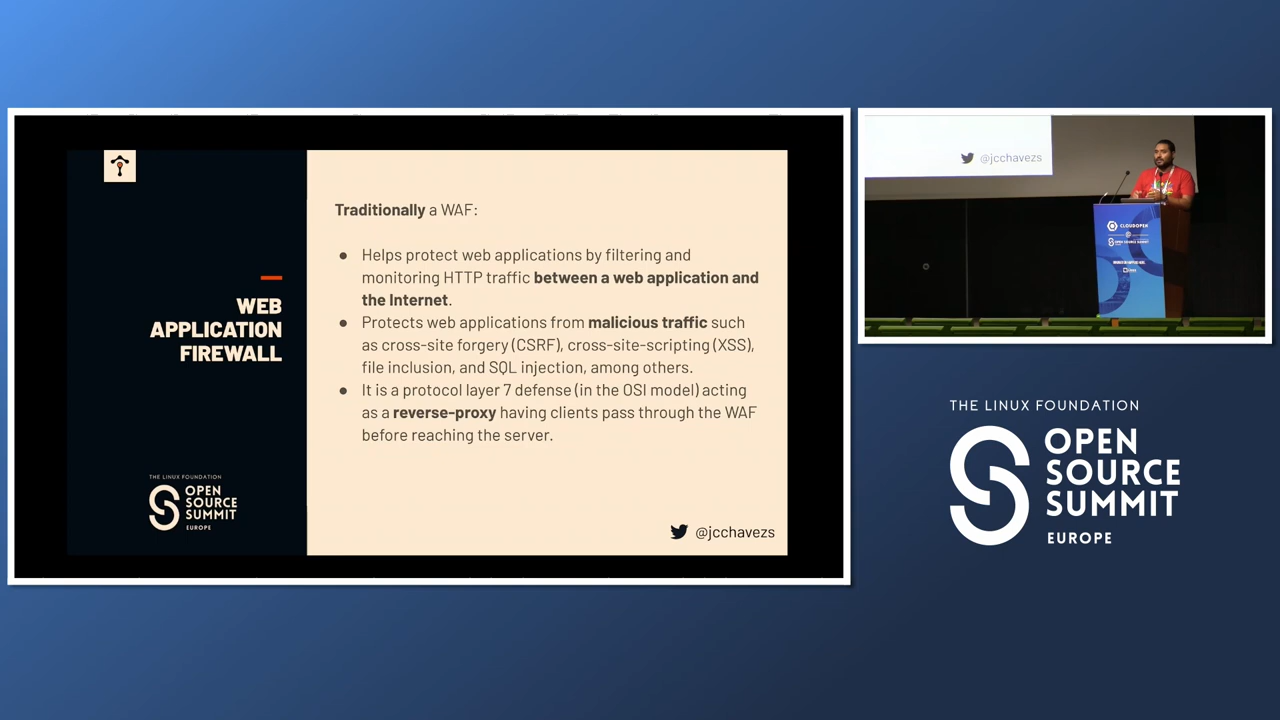 WEB
APPLICATION
FIREWALL
THE LINUX FOUNDATION
OPEN
SOURCE
SUMMIT
EUROPE
Traditionally a WAF:
● Helps protect web applications by filtering and
monitoring HTTP traffic between a web application and
the Internet.
● Protects web applications from malicious traffic such
as cross-site forgery (CSRF), cross-site-scripting (XSS),
file inclusion, and SQL injection, among others.
● It is a protocol layer 7 defense (in the OSI model) acting
as a reverse-proxy having clients pass through the WAF
before reaching the server.
@jcchavezs
@jcchavezs
CLOUDOPEN
OPEN SOURCE SUMMIT
THE LINUX FOUNDATION
OPEN
SOURCE
SUMMIT
EUROPE